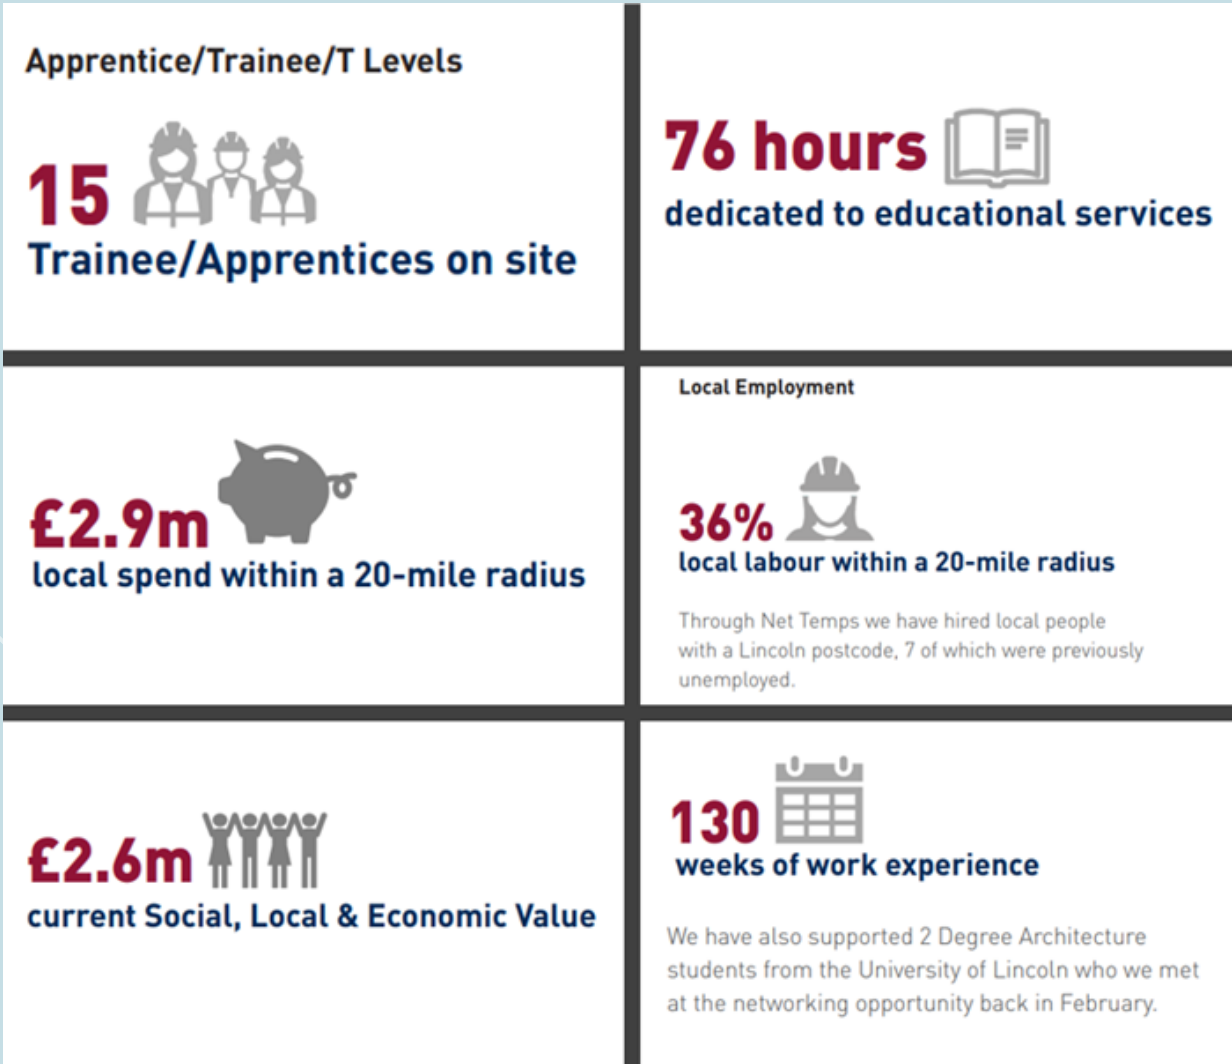 Apprentice/Trainee/T Levels
15
Trainee/Apprentices on site
76 hours
dedicated to educational services
£2.9m
local spend within a 20-mile radius
Local Employment
36%
local labour within a 20-mile radius
Through Net Temps we have hired local people
with a Lincoln postcode, 7 of which were previously
unemployed.
£2.6m
current Social, Local & Economic Value
130
weeks of work experience
We have also supported 2 Degree Architecture
students from the University of Lincoln who we met
at the networking opportunity back in February.